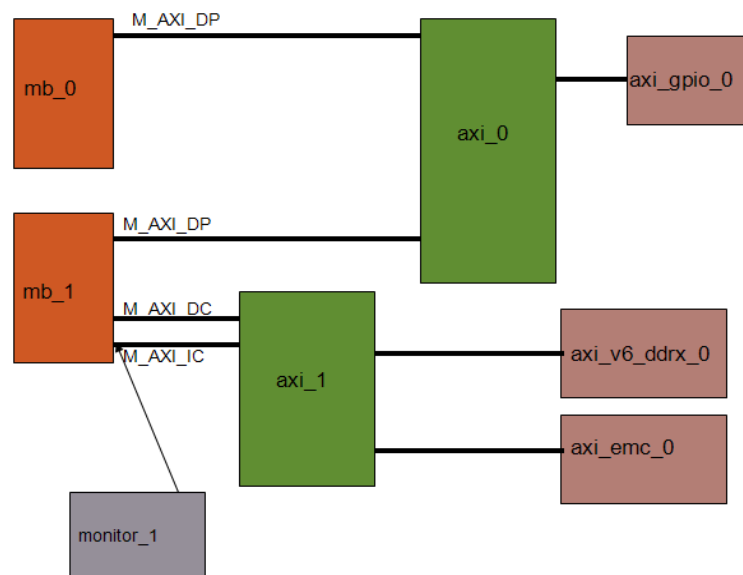 M_AXI_DP
mb_0
axi_gpio_0
axi_0
M_AXI_DP
mb_1
M_AXI_DC
M_AXI_IC
axi_1
axi_v6_ddrx_0
axi_emc_0
monitor_1